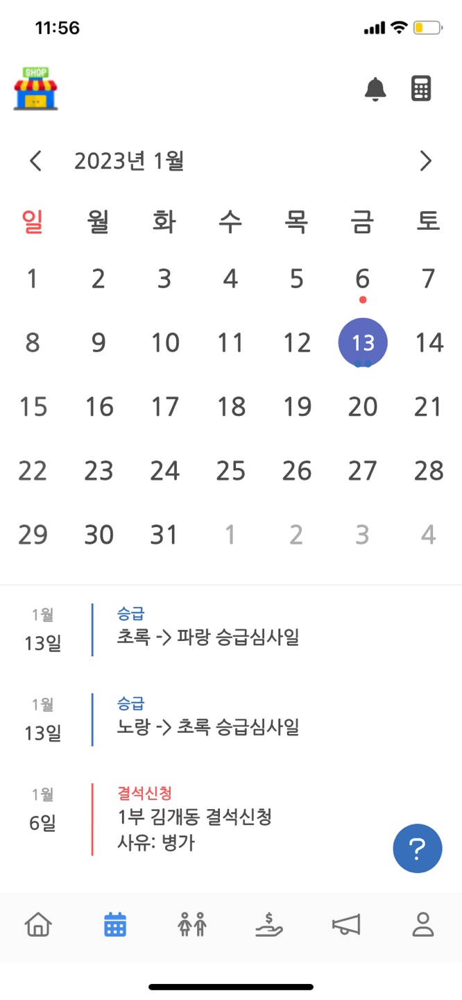 11:56
SHOP
2023년 1월
일 월 화 수 목 금 토
1 2 3 4 5 6 7
8 9 10 11 12 13 14
15 16 17 18 19 20 21
22 23 24 25 26 27 28
29 30 31 1 2 3 4
1월
13일
승급
초록 -> 파랑 승급심사일
1월
13일
승급
노랑 -> 초록 승급심사일
1월
6일
결석신청
1부 김개동 결석신청
사유: 병가
?
$